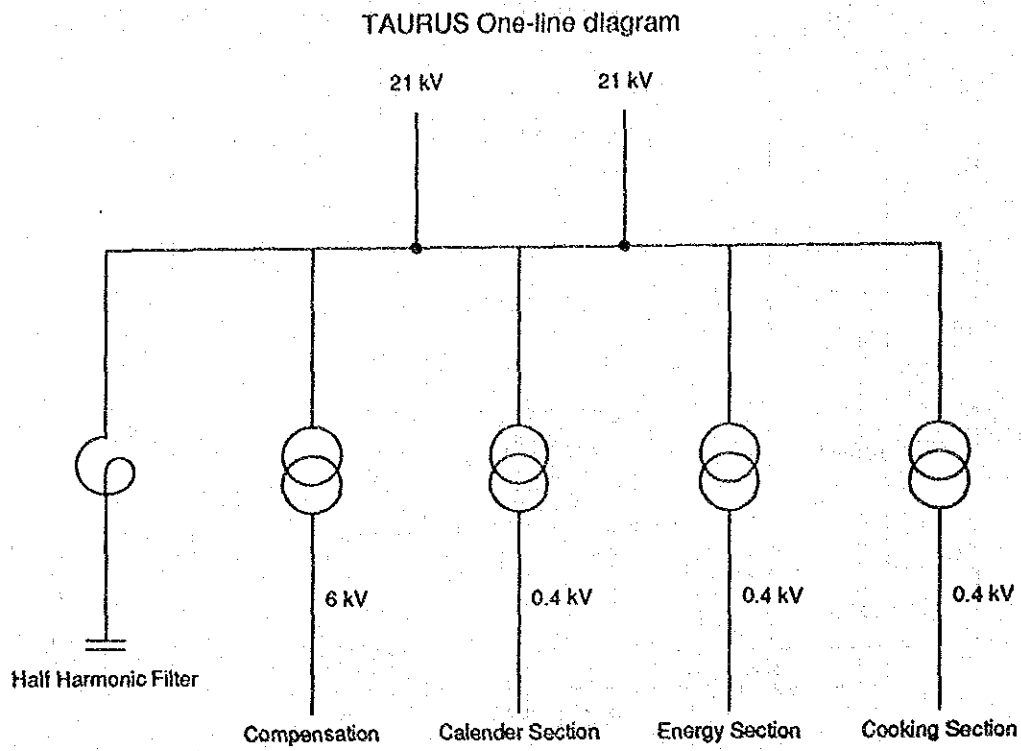 TAURUS One-line diagram
21 kV 21 kV
6 kV 0.4 kV 0.4 kV 0.4 kV
Half Harmonic Filter
Compensation Calender Section Energy Section Cooking Section